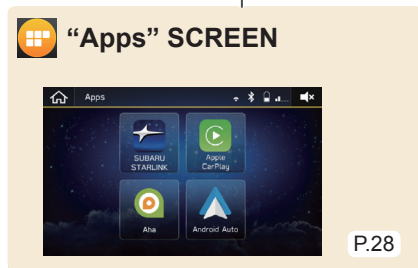 “Apps” SCREEN
Apps
SUBARU
STARLINK
Apple
CarPlay
Aha
Android Auto
P.28